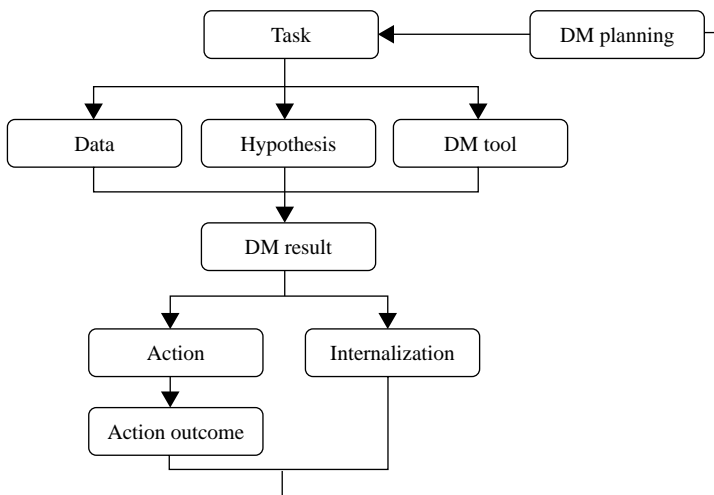 Task
DM planning
Data
Hypothesis
DM tool
DM result
Action
Internalization
Action outcome